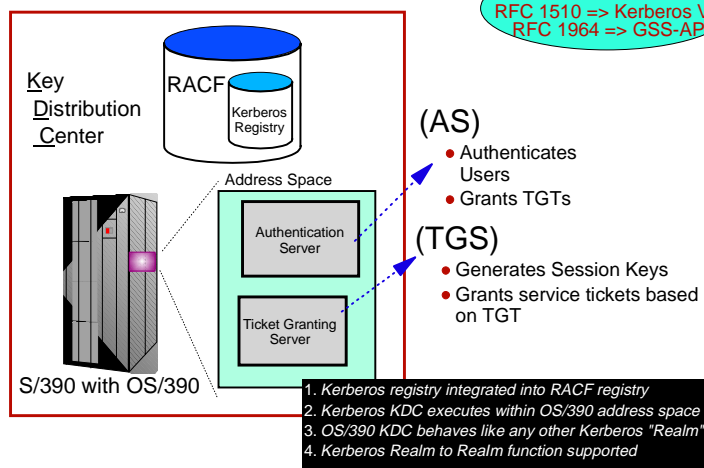 RFC 1510 => Kerberos V
RFC 1964 => GSS-AP
Key
Distribution
Center
RACF
Kerberos
Registry
Address Space
Authentication
Server
Ticket Granting
Server
S/390 with OS/390
(AS)
• Authenticates
Users
• Grants TGTs
(TGS)
• Generates Session Keys
• Grants service tickets based
on TGT
1. Kerberos registry integrated into RACF registry
2. Kerberos KDC executes within OS/390 address space
3. OS/390 KDC behaves like any other Kerberos "Realm"
4. Kerberos Realm to Realm function supported